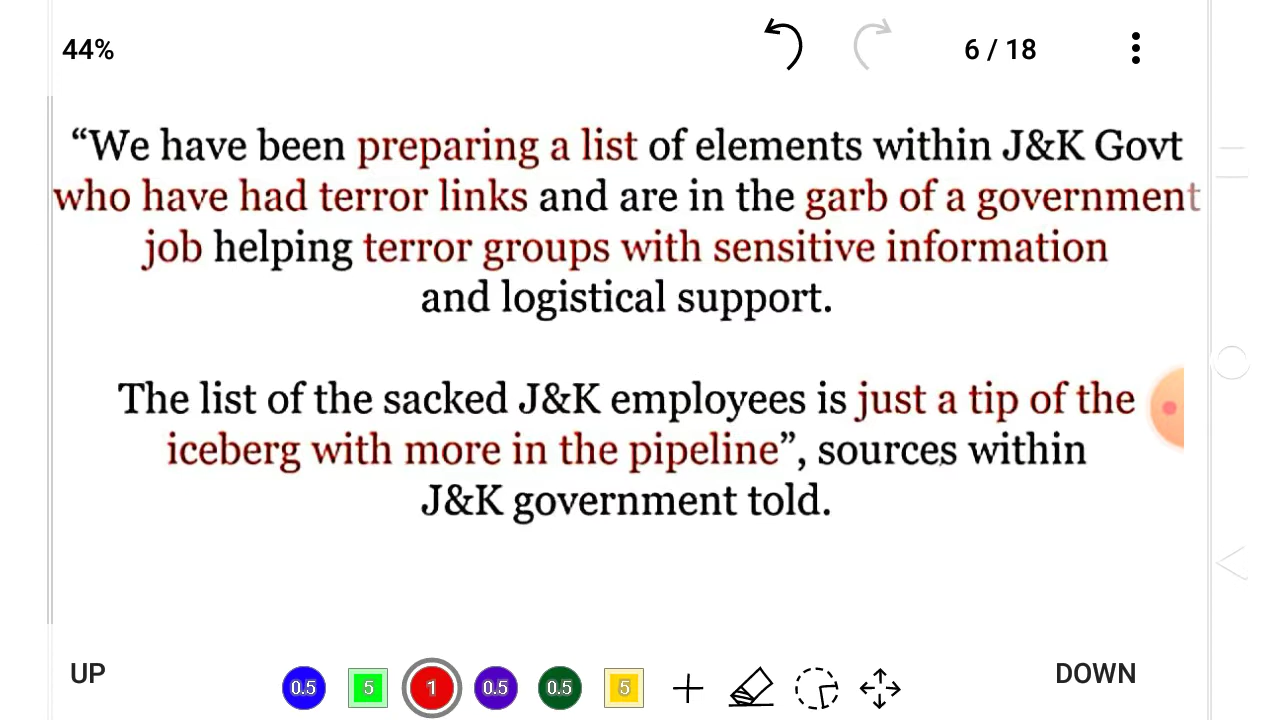 44%
6 / 18
“We have been preparing a list of elements within J&K Govt
who have had terror links and are in the garb of a government
job helping terror groups with sensitive information
and logistical support.
The list of the sacked J&K employees is just a tip of the
iceberg with more in the pipeline”, sources within
J&K government told.
UP
0.5
5
1
0.5
0.5
5
DOWN